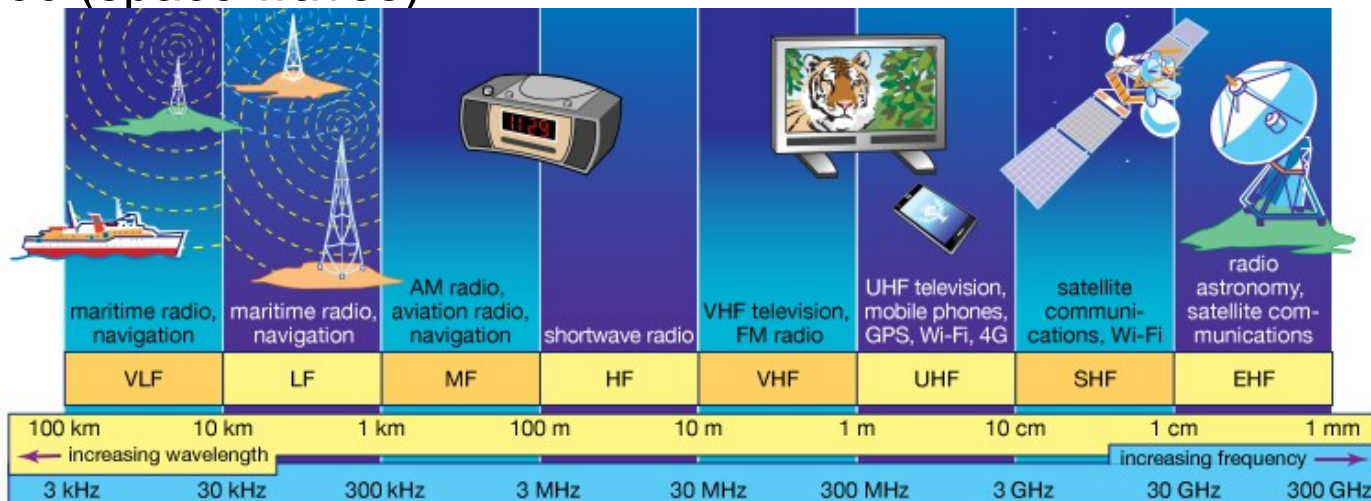 (space waves)
11:29
maritime radio,
navigation
maritime radio,
navigation
AM radio,
aviation radio,
navigation
shortwave radio
VHF television,
FM radio
UHF television,
mobile phones,
GPS, Wi-Fi, 4G
satellite
communi-
cations, Wi-Fi
radio
astronomy,
satellite com-
munications
VLF LF MF HF VHF UHF SHF EHF
100 km 10 km 1 km 100 m 10 m 1 m 10 cm 1 cm 1 mm
← increasing wavelength increasing frequency →
3 kHz 30 kHz 300 kHz 3 MHz 30 MHz 300 MHz 3 GHz 30 GHz 300 GHz